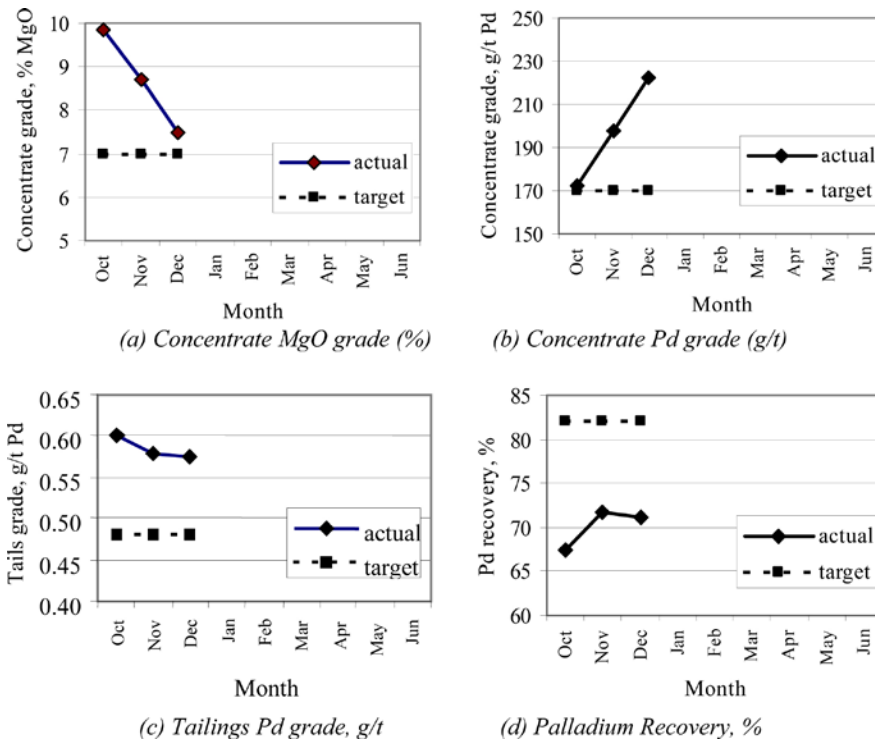 Concentrate grade, % MgO
10
9
8
7
6
5
actual
target
Oct
Nov
Dec
Jan
Feb
Mar
Apr
May
Jun
Month
(a) Concentrate MgO grade (%)
Concentrate grade, g/t Pd
250
230
210
190
170
150
actual
target
Oct
Nov
Dec
Jan
Feb
Mar
Apr
May
Jun
Month
(b) Concentrate Pd grade (g/t)
Tails grade, g/t Pd
0.65
0.60
0.55
0.50
0.45
0.40
actual
target
Oct
Nov
Dec
Jan
Feb
Mar
Apr
May
Jun
Month
(c) Tailings Pd grade, g/t
Pd recovery, %
85
80
75
70
65
60
actual
target
Oct
Nov
Dec
Jan
Feb
Mar
Apr
May
Jun
Month
(d) Palladium Recovery, %